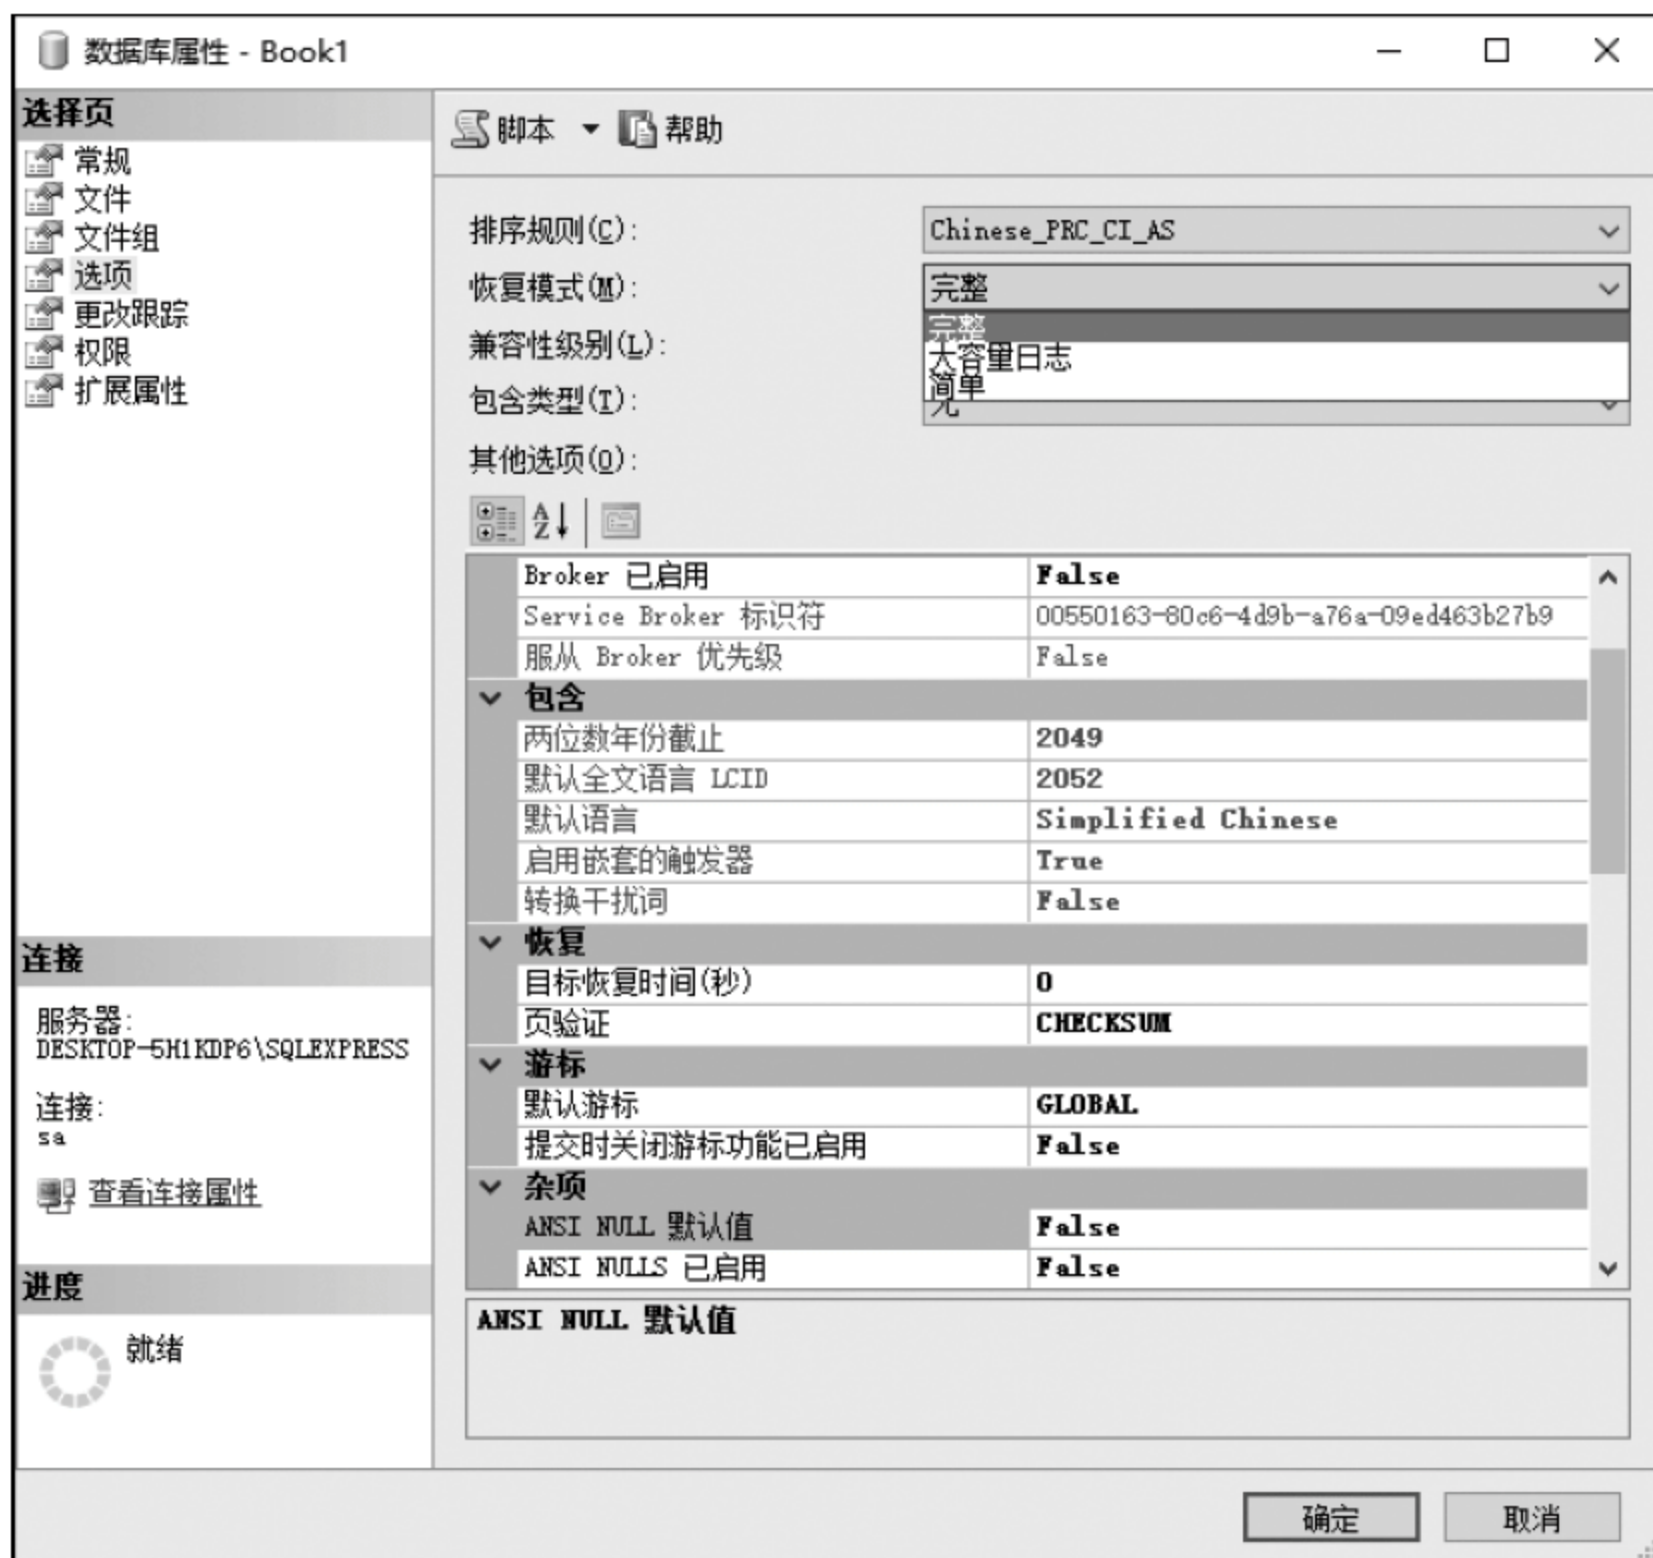 数据库属性 - Book1
选择页
常规
文件
文件组
选项
更改跟踪
权限
扩展属性
连接
服务器:
DESKTOP-5H1KDP6\SQLEXPRESS
连接:
sa
查看连接属性
进度
就绪
脚本 帮助
排序规则(C): Chinese_PRC_CI_AS
恢复模式(M): 完整
完整
大容量日志
简单
兼容性级别(L):
包含类型(T): 无
其他选项(O):
Broker 已启用 False
Service Broker 标识符 00550163-80c6-4d9b-a76a-09ed463b27b9
服从 Broker 优先级 False
包含
两位数年份截止 2049
默认全文语言 LCID 2052
默认语言 Simplified Chinese
启用嵌套的触发器 True
转换干扰词 False
恢复
目标恢复时间(秒) 0
页验证 CHECKSUM
游标
默认游标 GLOBAL
提交时关闭游标功能已启用 False
杂项
ANSI NULL 默认值 False
ANSI NULLS 已启用 False
ANSI NULL 默认值
确定 取消